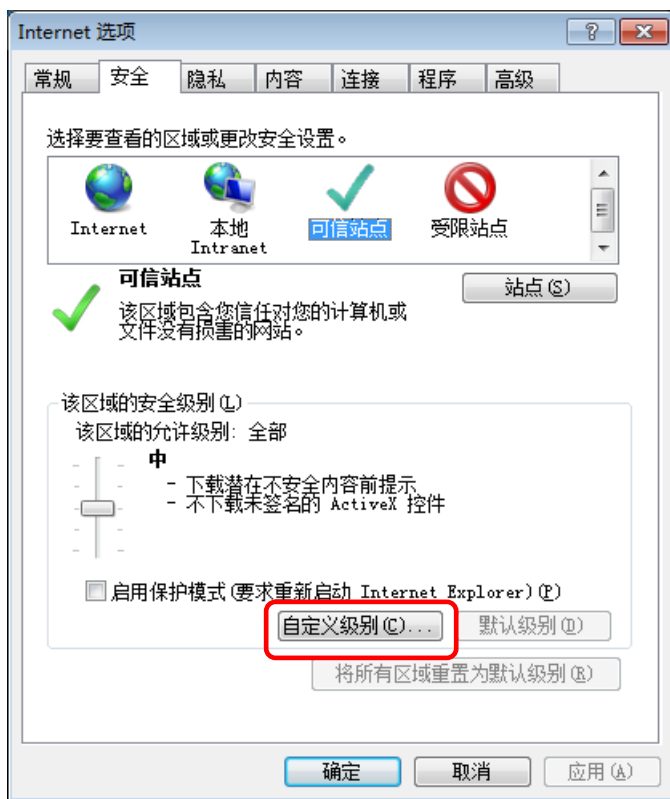 Internet 选项
常规 安全 隐私 内容 连接 程序 高级
选择要查看的区域或更改安全设置。
Internet 本地 可信站点 受限站点
Intranet
可信站点
站点(S)
该区域包含您信任对您的计算机或
文件没有损害的网站。
该区域的安全级别(L)
该区域的允许级别: 全部
中
- 下载潜在不安全内容前提示
- 不下载未签名的 ActiveX 控件
启用保护模式(要求重新启动 Internet Explorer)(P)
自定义级别(C)... 默认级别(D)
将所有区域重置为默认级别(R)
确定 取消 应用(A)